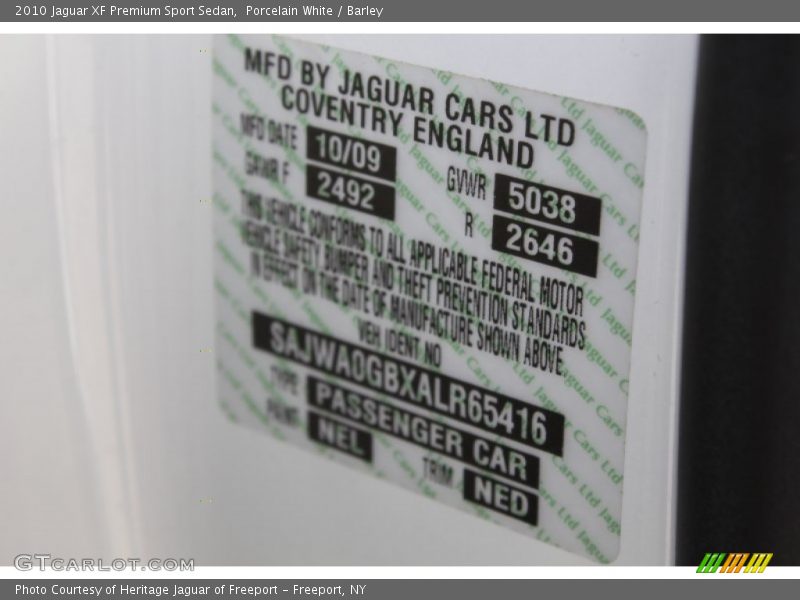 2010 Jaguar XF Premium Sport Sedan,  Porcelain White / Barley
MFD BY JAGUAR CARS LTD
COVENTRY ENGLAND
MFD DATE 10/09 GVWR 5038
GAWR F 2492 R 2646
THIS VEHICLE CONFORMS TO ALL APPLICABLE FEDERAL MOTOR
VEHICLE SAFETY BUMPER AND THEFT PREVENTION STANDARDS
IN EFFECT ON THE DATE OF MANUFACTURE SHOWN ABOVE.
VEH IDENT NO
SAJWA0GBXALR65416
TYPE PASSENGER CAR
PAINT NEL TRIM NED
GTCARLOT.COM
Photo Courtesy of Heritage Jaguar of Freeport - Freeport, NY